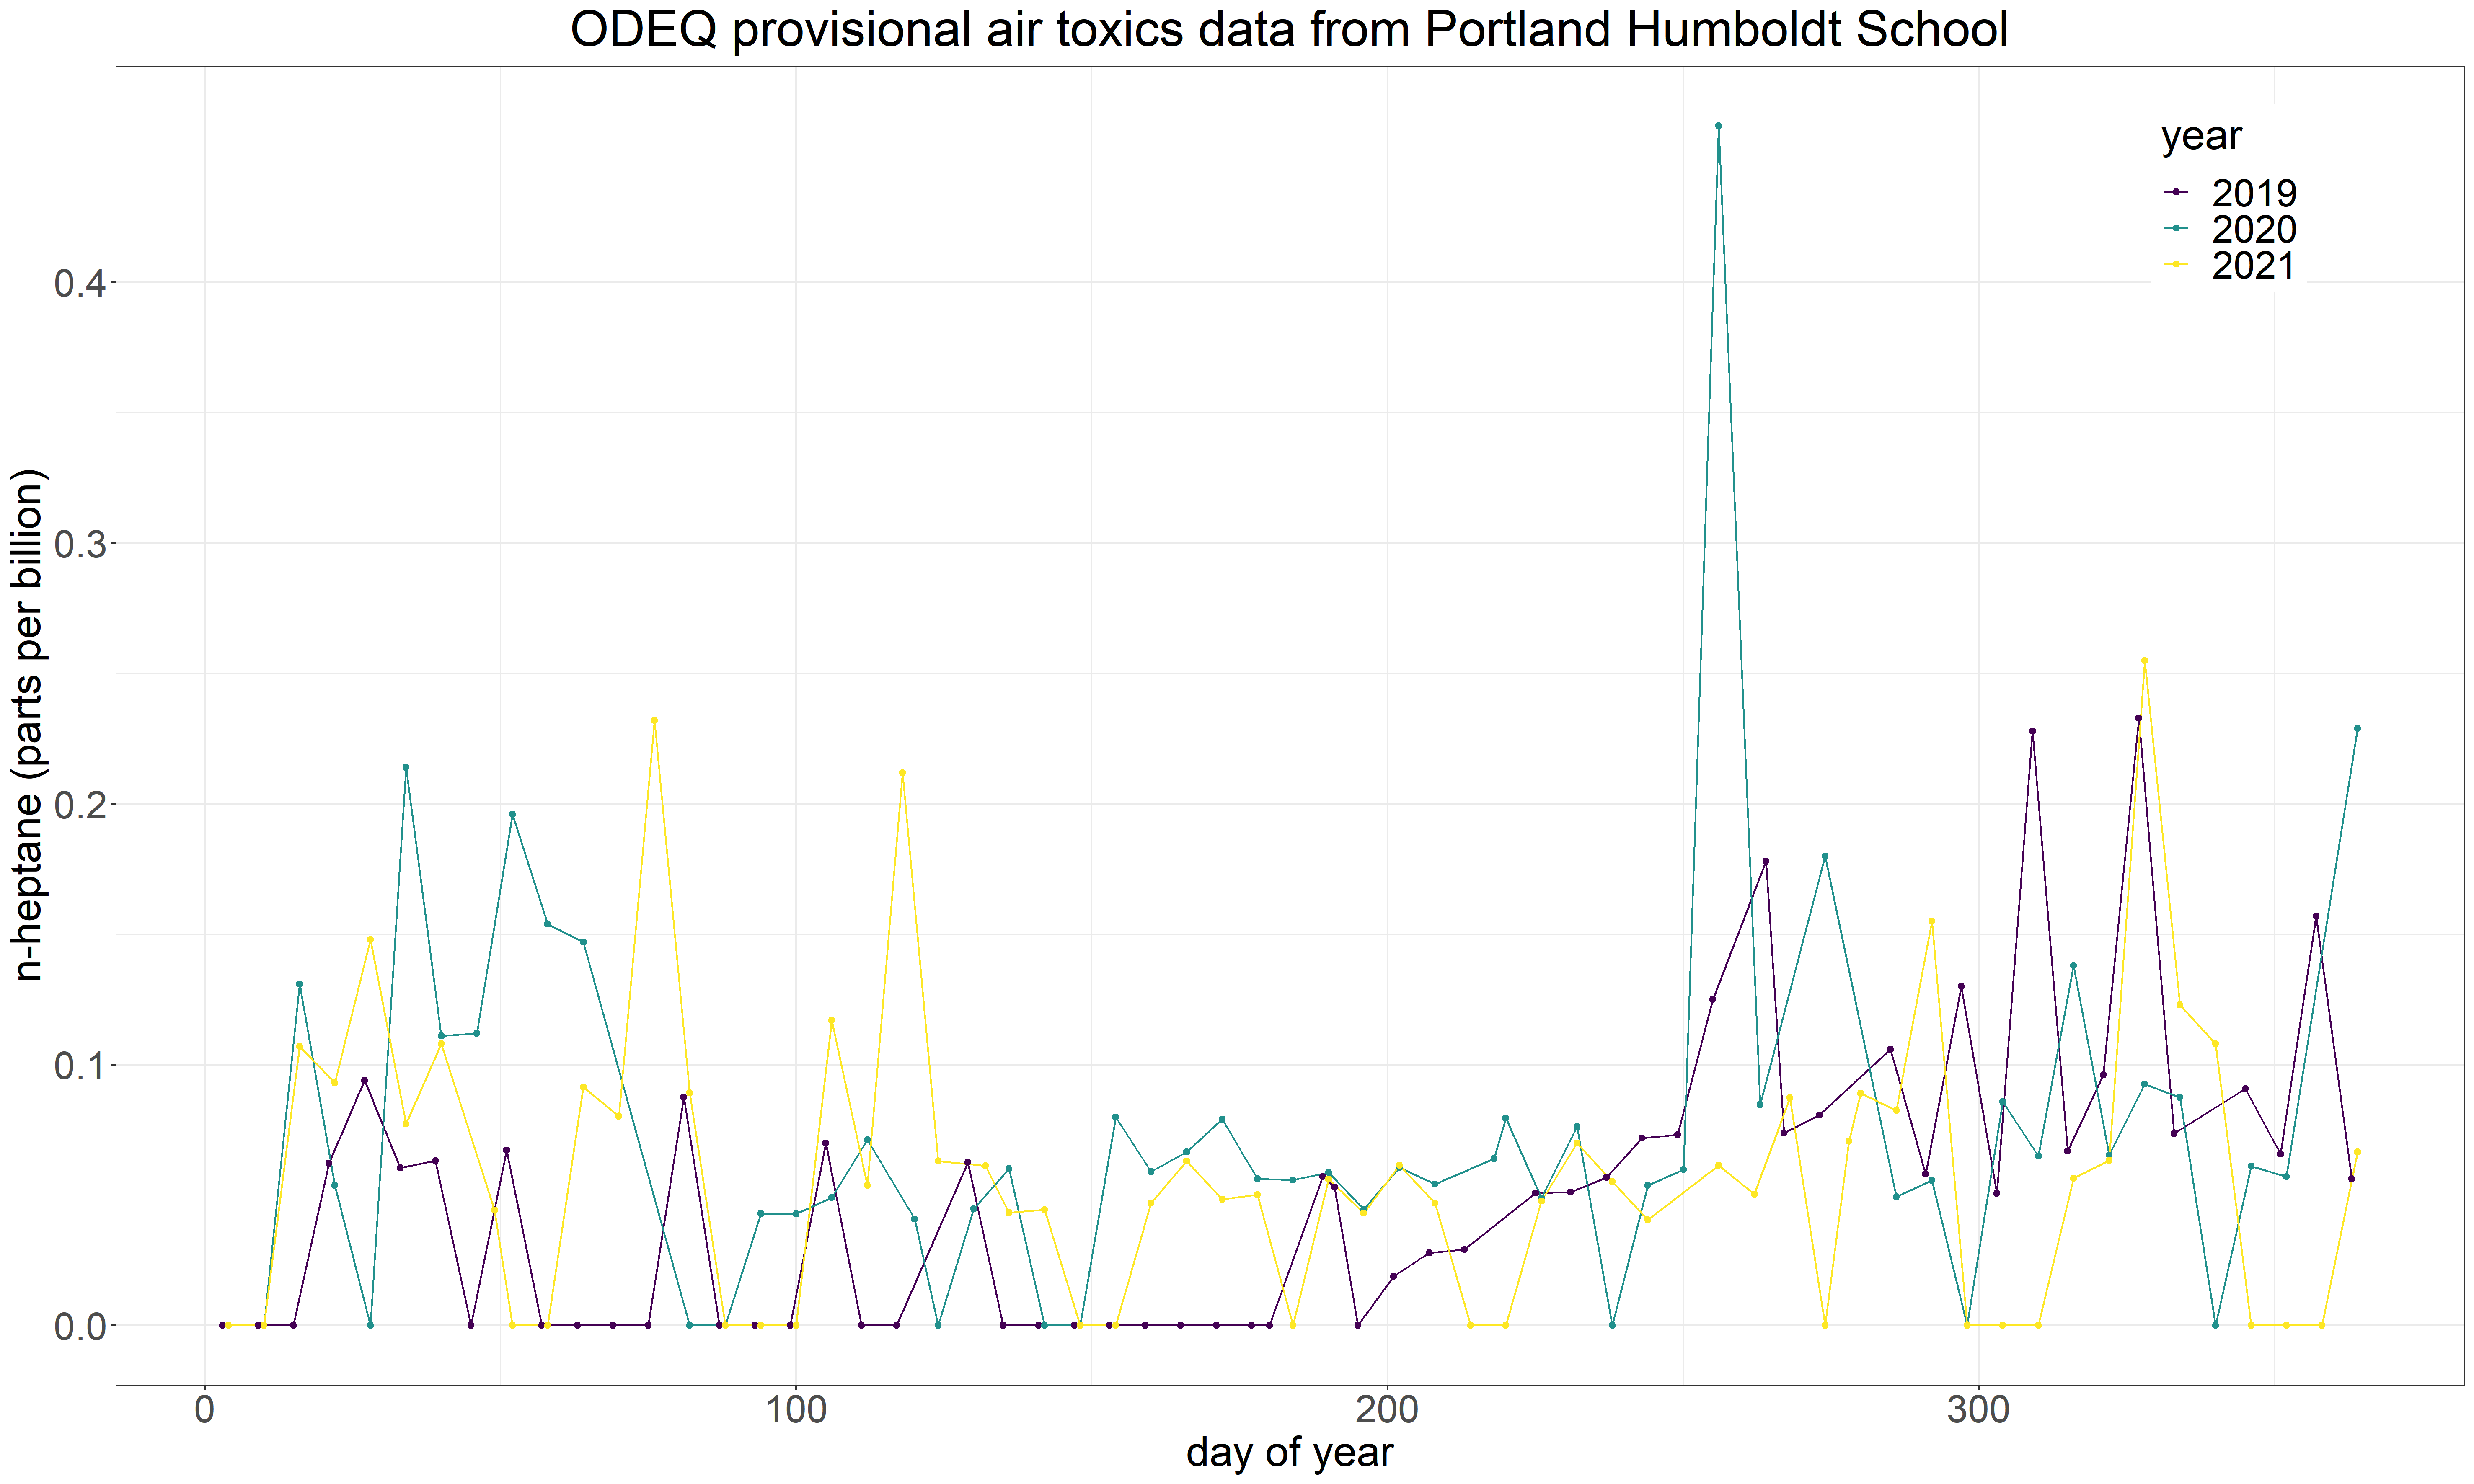 ODEQ provisional air toxics data from Portland Humboldt School
year
2019
2020
2021
n-heptane (parts per billion)
0.4
0.3
0.2
0.1
0.0
0 100 200 300
day of year